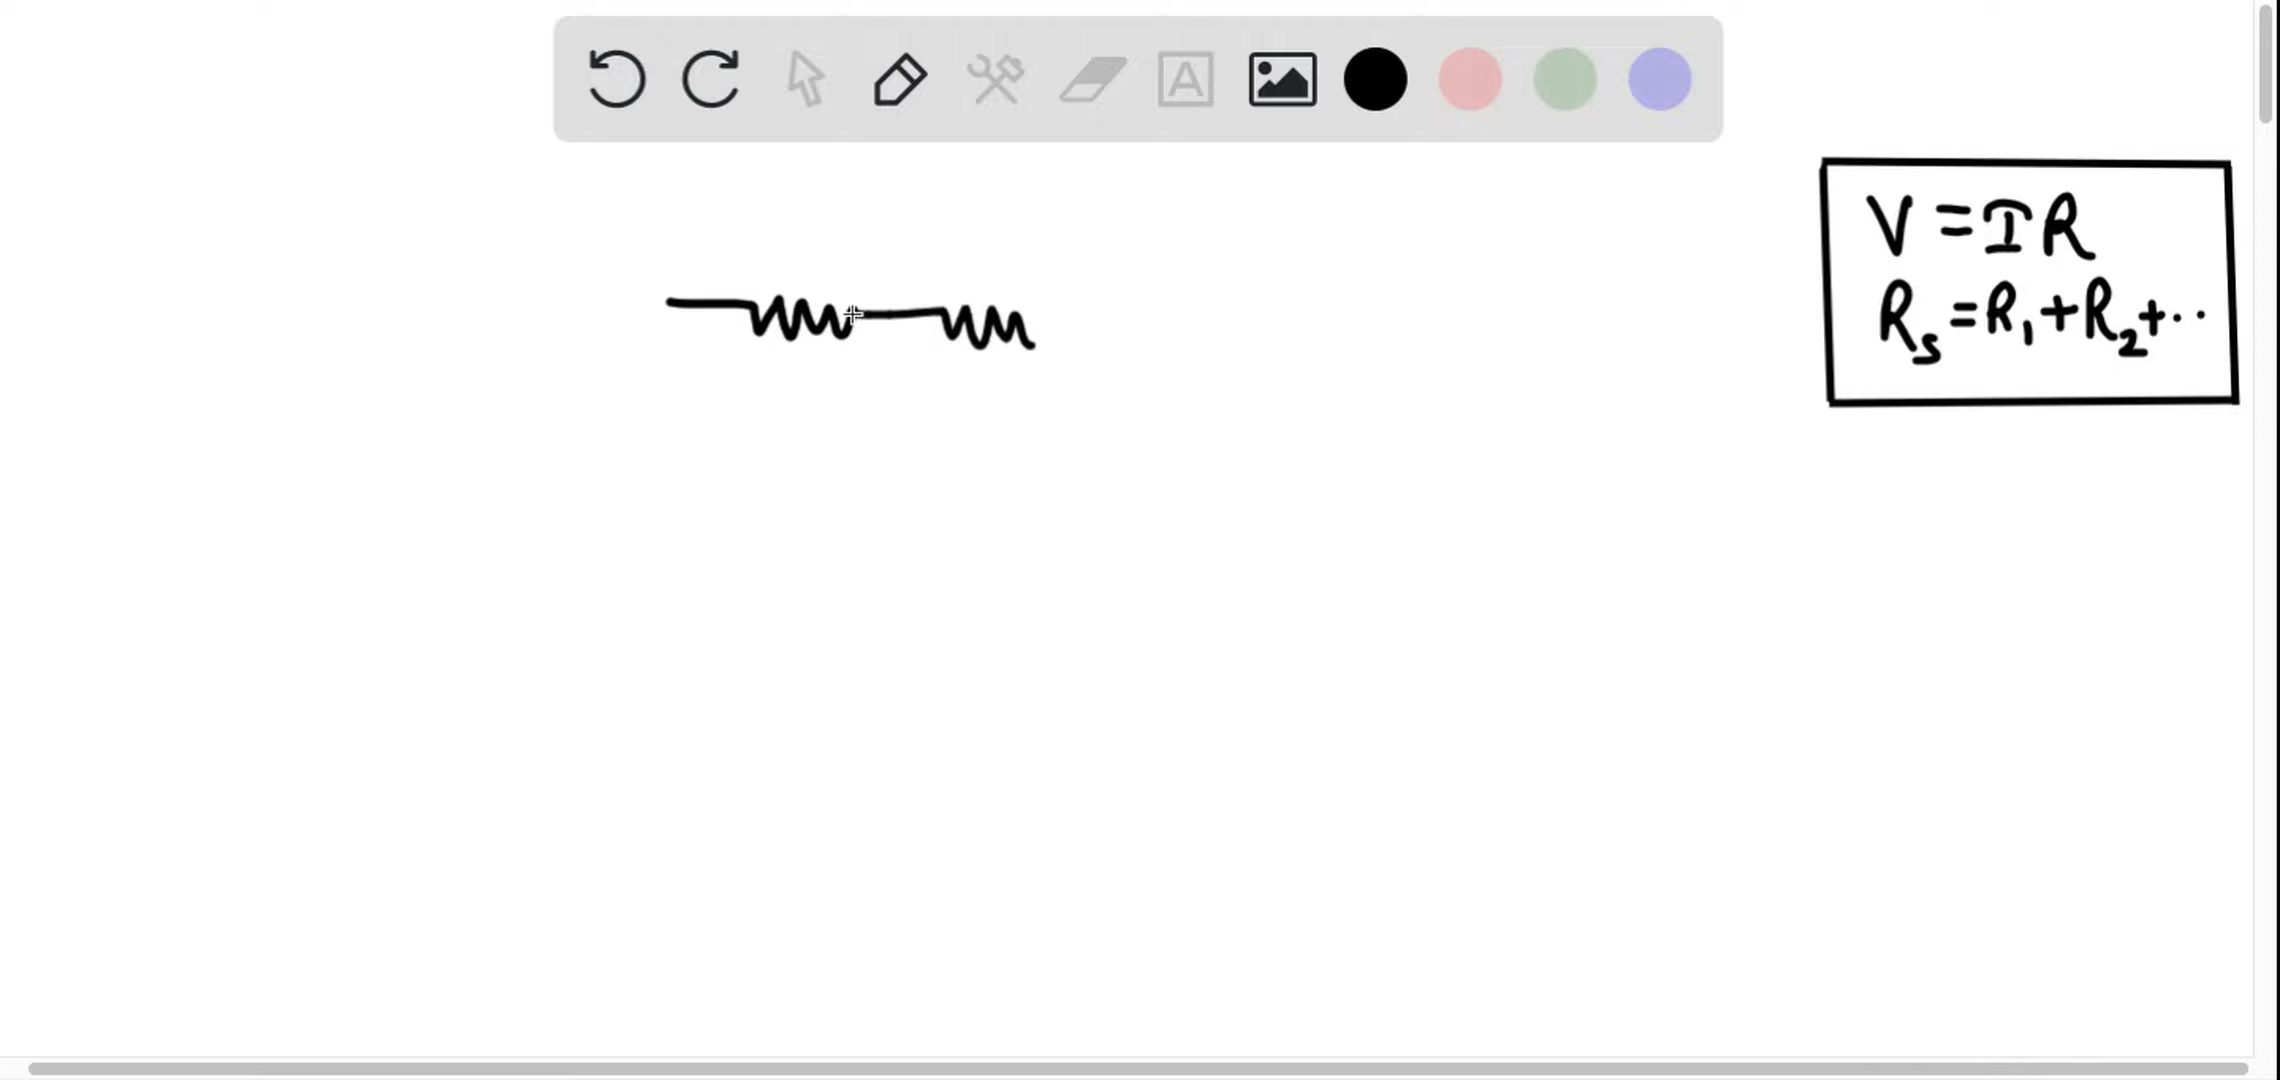 A
V = IR
Rs = R1 + R2 + ..